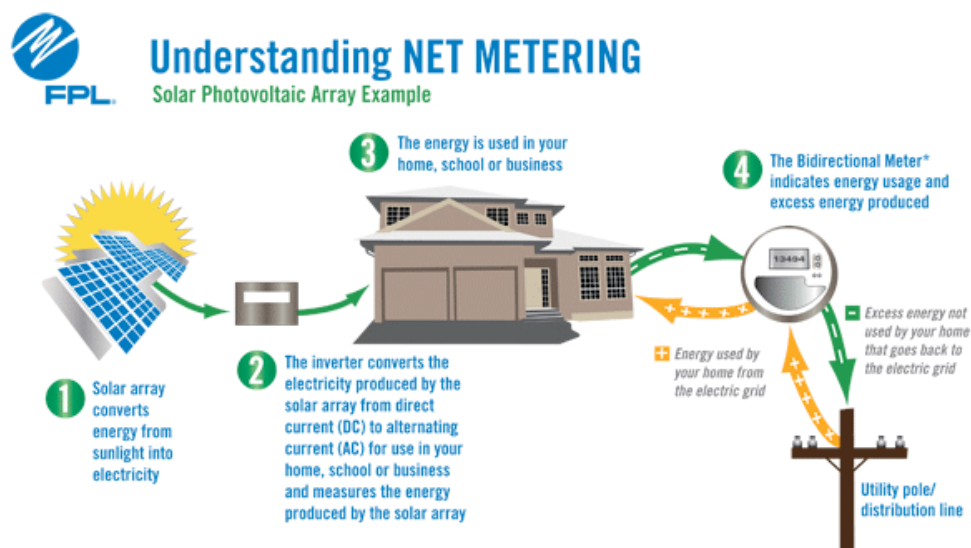 FPL®
Understanding NET METERING
Solar Photovoltaic Array Example
1
Solar array
converts
energy from
sunlight into
electricity
2
The inverter converts the
electricity produced by the
solar array from direct
current (DC) to alternating
current (AC) for use in your
home, school or business
and measures the energy
produced by the solar array
3
The energy is used in your
home, school or business
4
The Bidirectional Meter*
indicates energy usage and
excess energy produced
13494
+ Energy used by
your home from
the electric grid
- Excess energy not
used by your home
that goes back to
the electric grid
Utility pole/
distribution line